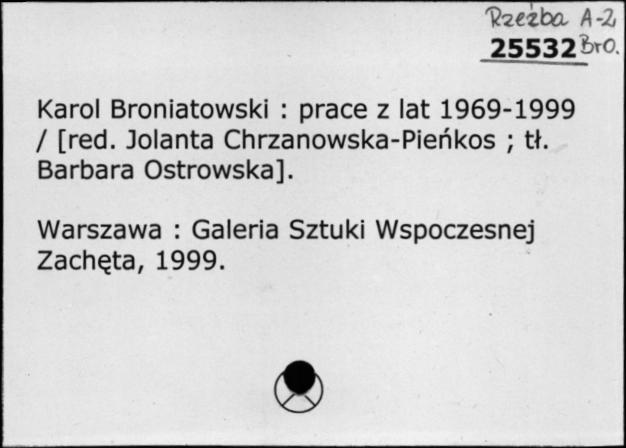 Rzeźba A-Z
25532 Bro.
Karol Broniatowski : prace z lat 1969-1999
/ [red. Jolanta Chrzanowska-Pieńkos ; tł.
Barbara Ostrowska].
Warszawa : Galeria Sztuki Wspoczesnej
Zachęta, 1999.